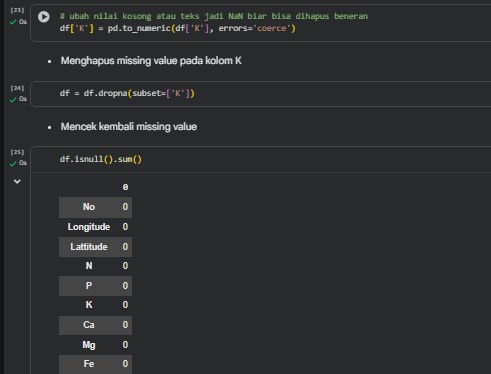 [23]
0s
# ubah nilai kosong atau teks jadi NaN biar bisa dihapus beneran
df['K'] = pd.to_numeric(df['K'], errors='coerce')
• Menghapus missing value pada kolom K
[24]
0s
df = df.dropna(subset=['K'])
• Mencek kembali missing value
[25]
0s
df.isnull().sum()
0
No 0
Longitude 0
Lattitude 0
N 0
P 0
K 0
Ca 0
Mg 0
Fe 0